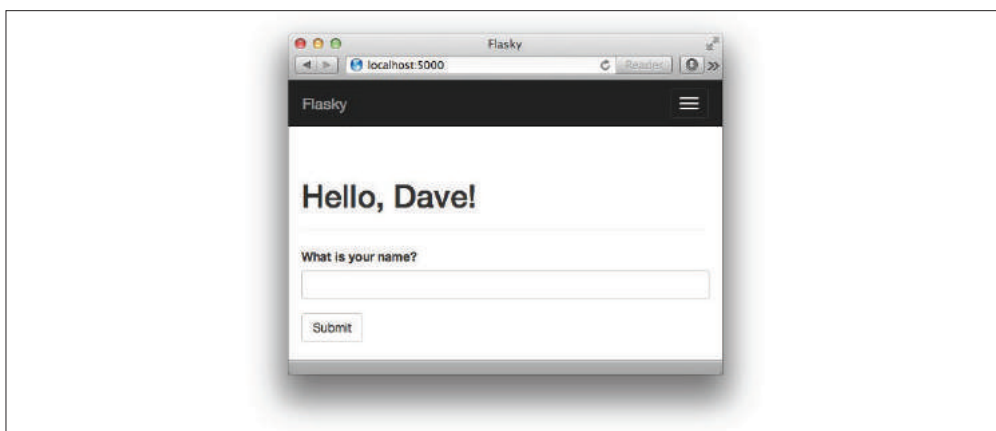 Flasky
localhost:5000
Reader
Flasky
Hello, Dave!
What is your name?
Submit